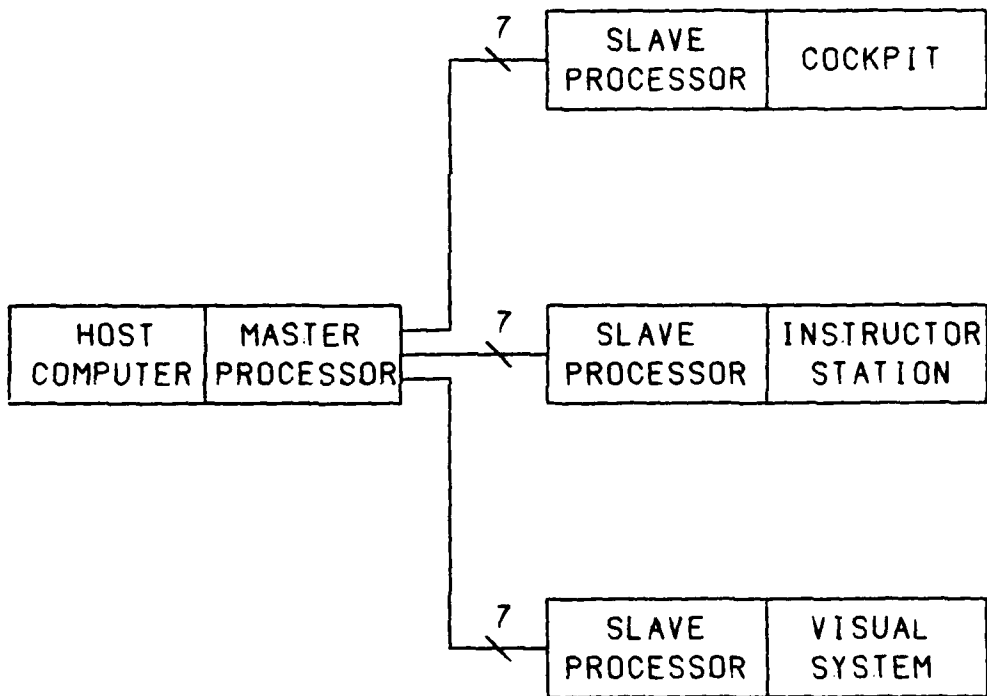 7
SLAVE
PROCESSOR
COCKPIT
HOST
COMPUTER
MASTER
PROCESSOR
7
SLAVE
PROCESSOR
INSTRUCTOR
STATION
7
SLAVE
PROCESSOR
VISUAL
SYSTEM